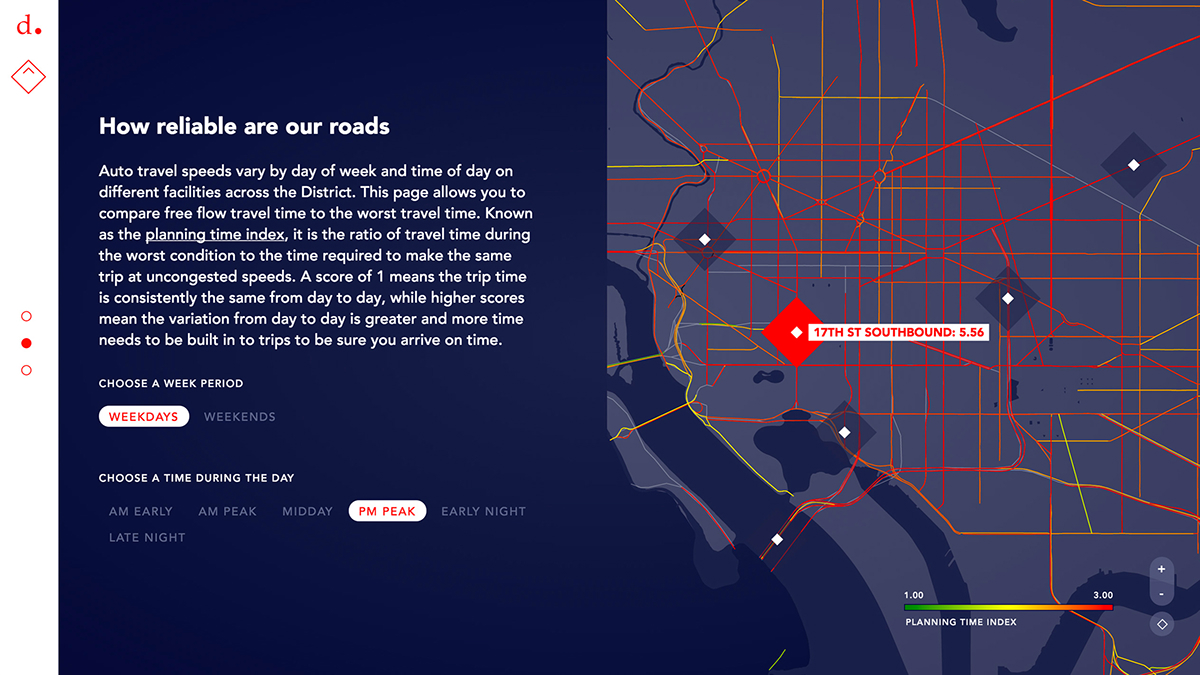 d.
How reliable are our roads
Auto travel speeds vary by day of week and time of day on
different facilities across the District. This page allows you to
compare free flow travel time to the worst travel time. Known
as the planning time index, it is the ratio of travel time during
the worst condition to the time required to make the same
trip at uncongested speeds. A score of 1 means the trip time
is consistently the same from day to day, while higher scores
mean the variation from day to day is greater and more time
needs to be built in to trips to be sure you arrive on time.
CHOOSE A WEEK PERIOD
WEEKDAYS WEEKENDS
CHOOSE A TIME DURING THE DAY
AM EARLY AM PEAK MIDDAY PM PEAK EARLY NIGHT
LATE NIGHT
17TH ST SOUTHBOUND: 5.56
1.00 3.00
PLANNING TIME INDEX
+
-